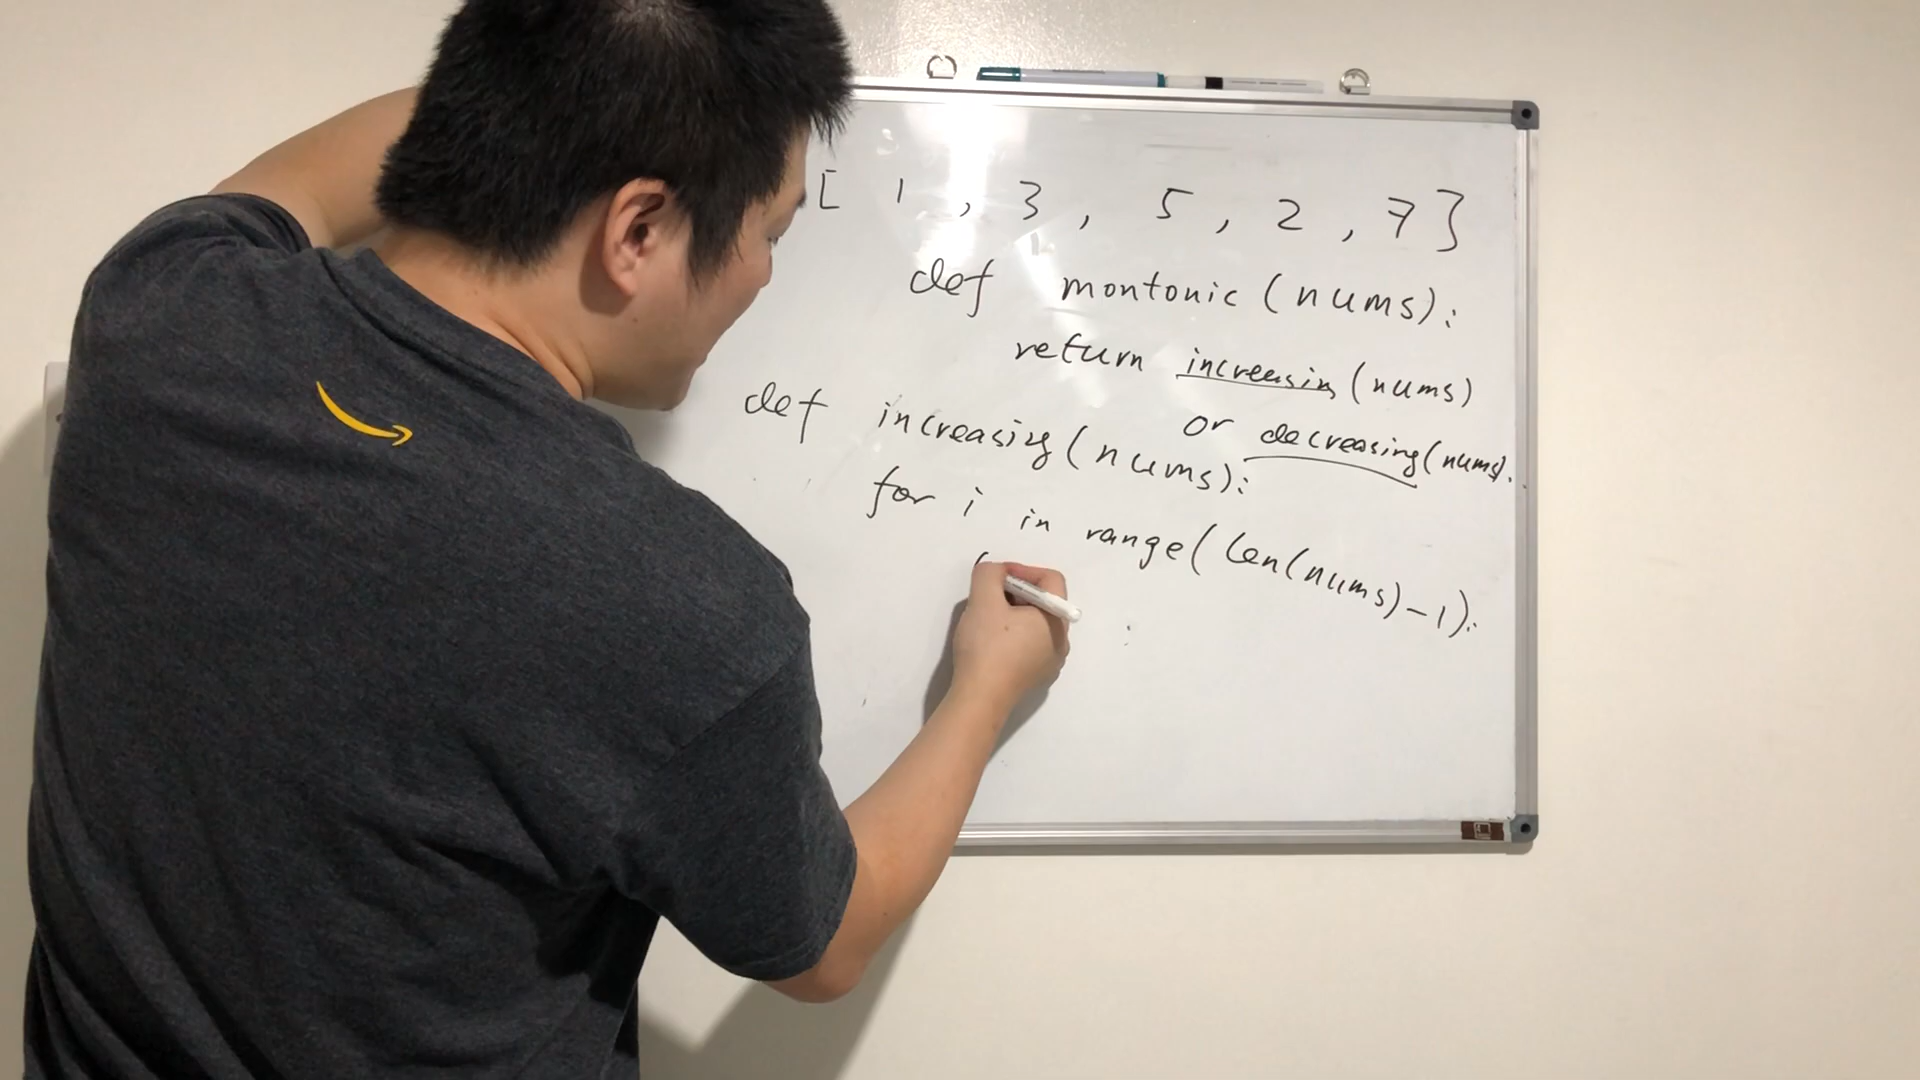 [ 1 , 3 , 5 , 2 , 7 ]
def montonic (nums):
return increasing (nums)
or decreasing (nums).
def increasing (nums):
for i in range( len(nums) - 1):